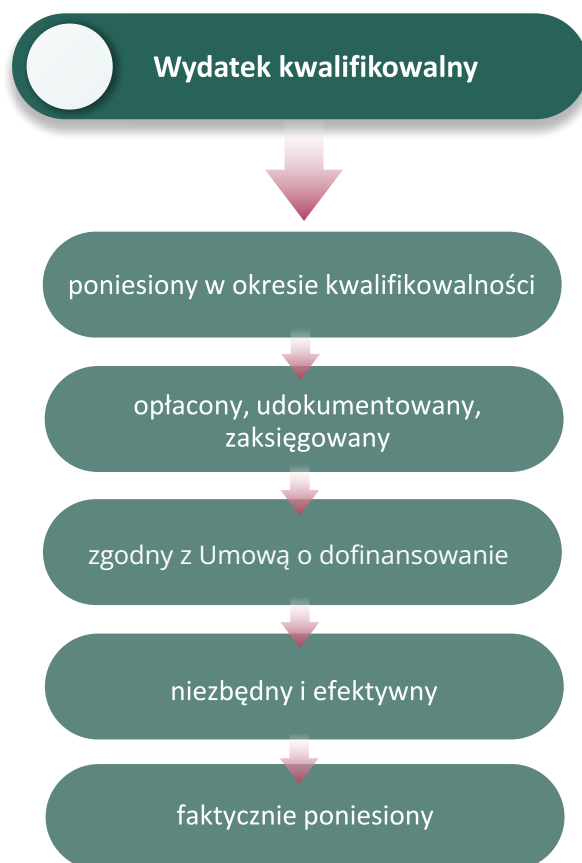 Wydatek kwalifikowalny
poniesiony w okresie kwalifikowalności
opłacony, udokumentowany,
zaksięgowany
zgodny z Umową o dofinansowanie
niezbędny i efektywny
faktycznie poniesiony